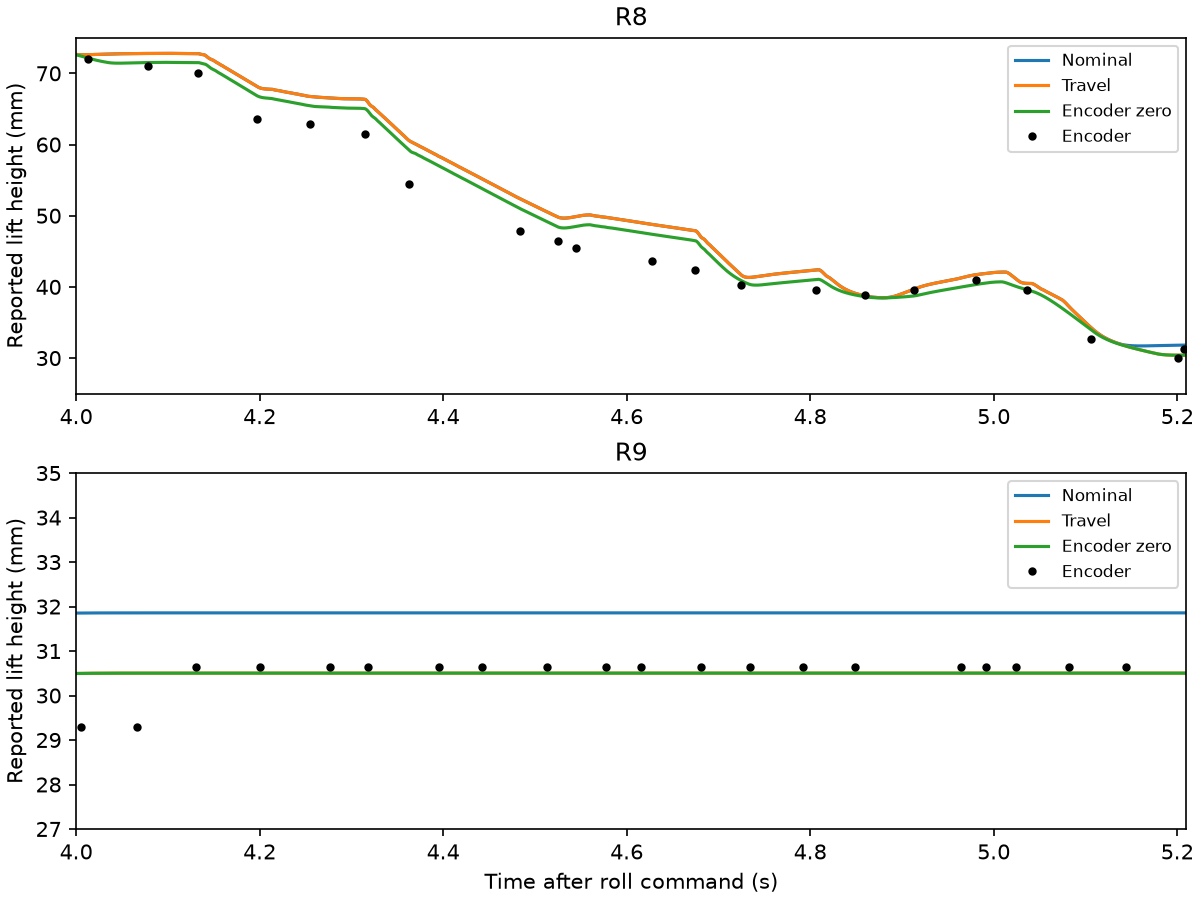 R8
Reported lift height (mm)
70
60
50
40
30
Nominal
Travel
Encoder zero
Encoder
4.0 4.2 4.4 4.6 4.8 5.0 5.2
R9
Reported lift height (mm)
35
34
33
32
31
30
29
28
27
Nominal
Travel
Encoder zero
Encoder
4.0 4.2 4.4 4.6 4.8 5.0 5.2
Time after roll command (s)